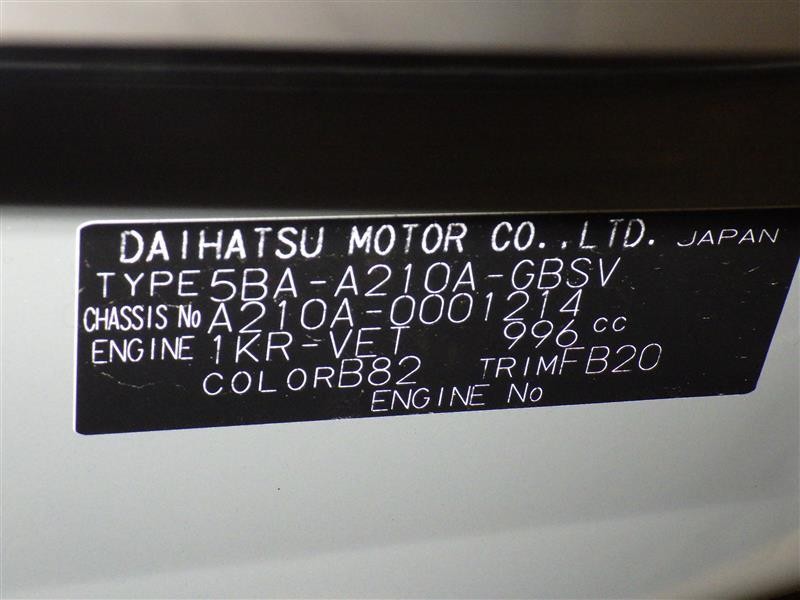 DAIHATSU MOTOR CO.,LTD. JAPAN
TYPE 5BA-A210A-GBSV
CHASSIS No A210A-0001214
ENGINE 1KR-VET 996 cc
COLOR B82 TRIM FB20
ENGINE No